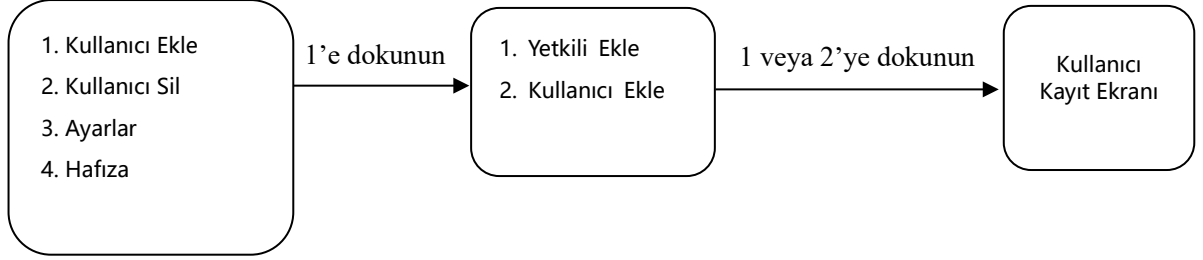 1. Kullanıcı Ekle
2. Kullanıcı Sil
3. Ayarlar
4. Hafıza
1’e dokunun
1. Yetkili Ekle
2. Kullanıcı Ekle
1 veya 2’ye dokunun
Kullanıcı
Kayıt Ekranı